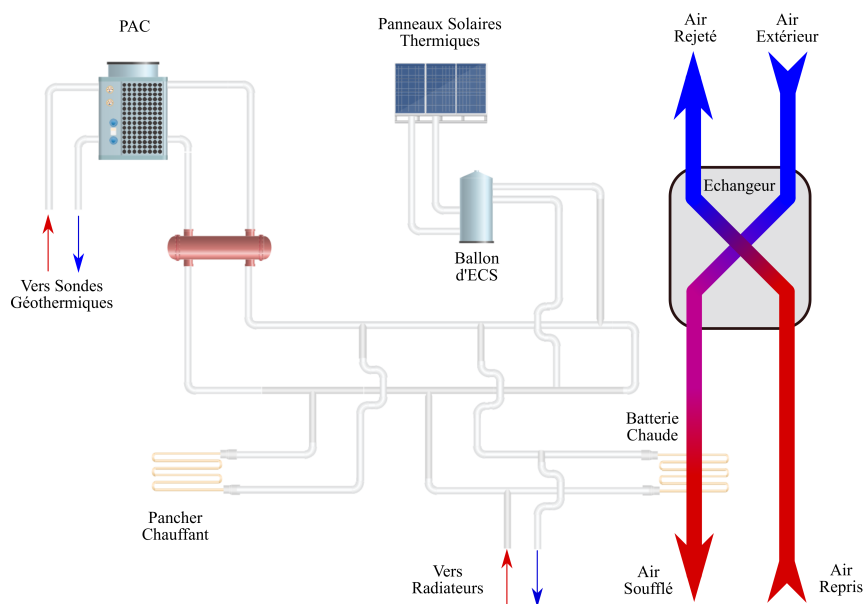 PAC
Panneaux Solaires
Thermiques
Air
Rejeté
Air
Extérieur
Echangeur
Ballon
d'ECS
Vers Sondes
Géothermiques
Batterie
Chaude
Pancher
Chauffant
Vers
Radiateurs
Air
Soufflé
Air
Repris